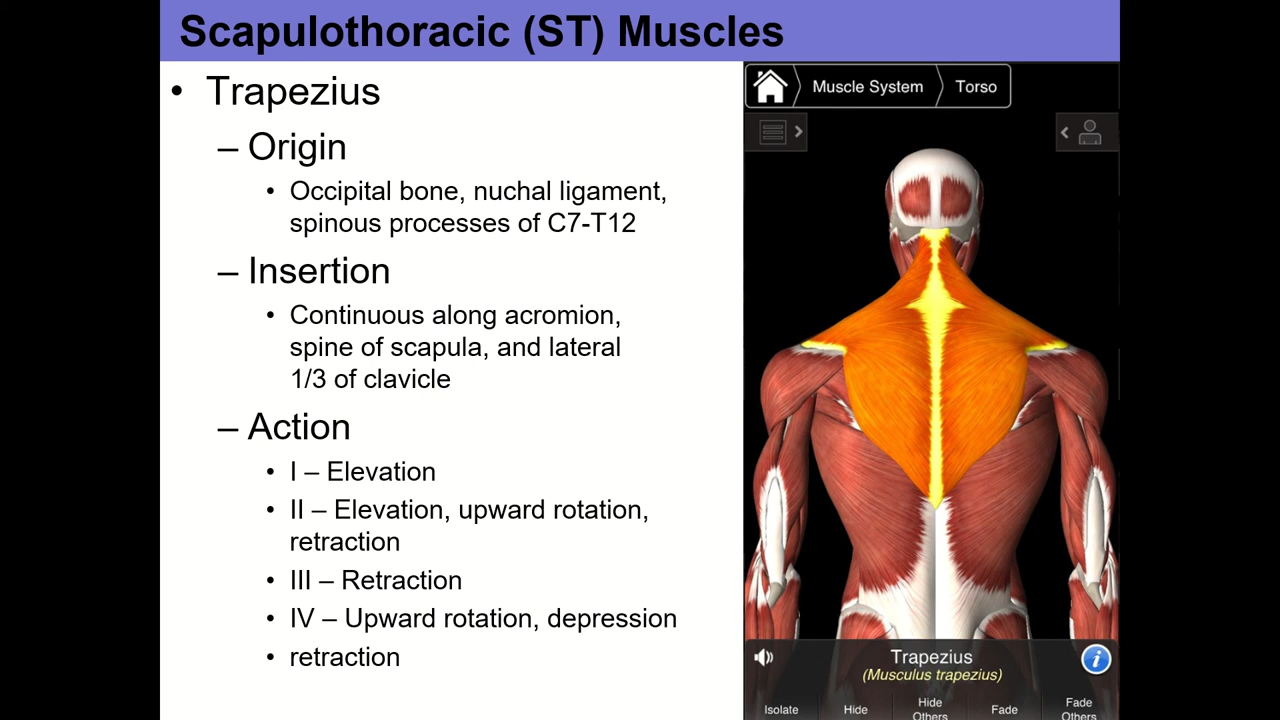 Scapulothoracic (ST) Muscles
• Trapezius
– Origin
• Occipital bone, nuchal ligament,
spinous processes of C7-T12
– Insertion
• Continuous along acromion,
spine of scapula, and lateral
1/3 of clavicle
– Action
• I – Elevation
• II – Elevation, upward rotation,
retraction
• III – Retraction
• IV – Upward rotation, depression
• retraction
Muscle System
Torso
Trapezius
(Musculus trapezius)
i
Isolate
Hide
Hide
Others
Fade
Fade
Others